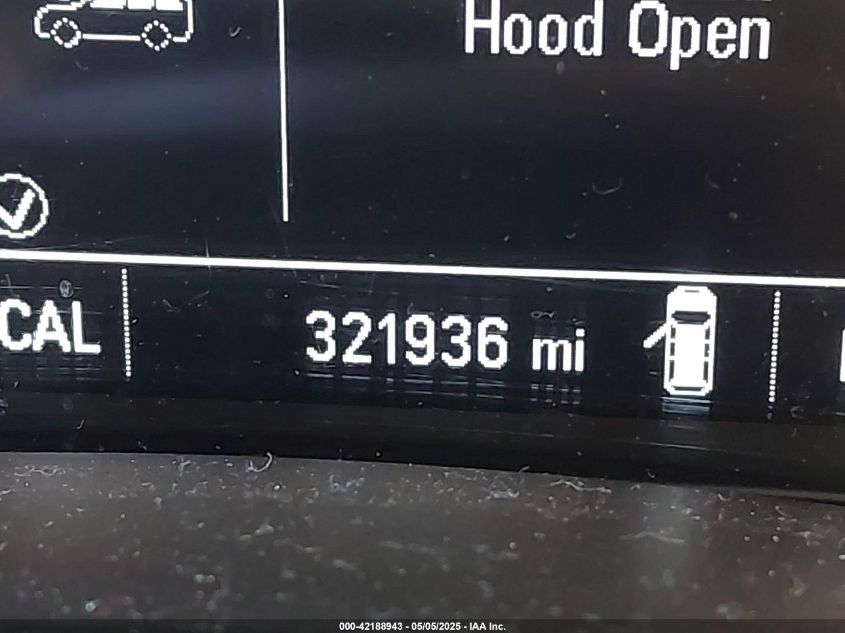 Hood Open
CAL
321936 mi
000-42188943 - 05/05/2025 - IAA Inc.